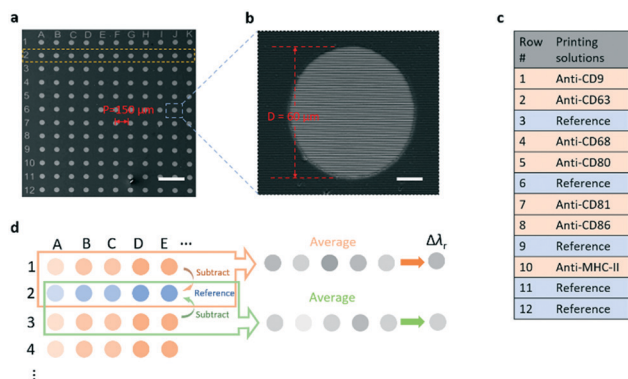 a
A B C D E F G H I J K
1
2
3
4
5
6
7
8
9
10
11
12
P=150 μm
b
D = 60 μm
c
Row # Printing solutions
1 Anti-CD9
2 Anti-CD63
3 Reference
4 Anti-CD68
5 Anti-CD80
6 Reference
7 Anti-CD81
8 Anti-CD86
9 Reference
10 Anti-MHC-II
11 Reference
12 Reference
d
A B C D E ...
1
Subtract
2
Reference
3
Subtract
4
⋮
Average
Δλr
Average